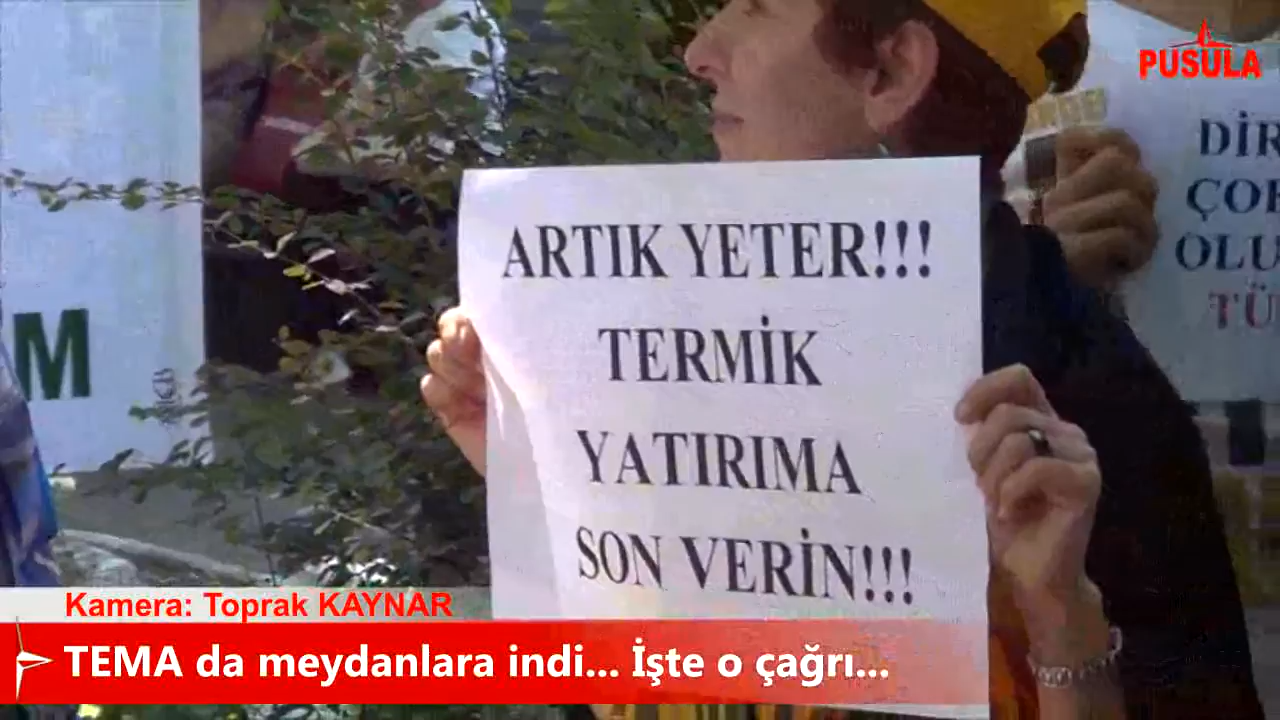 PUSULA
ARTIK YETER!!!
TERMİK
YATIRIMA
SON VERİN!!!
M
Kamera: Toprak KAYNAR
TEMA da meydanlara indi... İşte o çağrı...